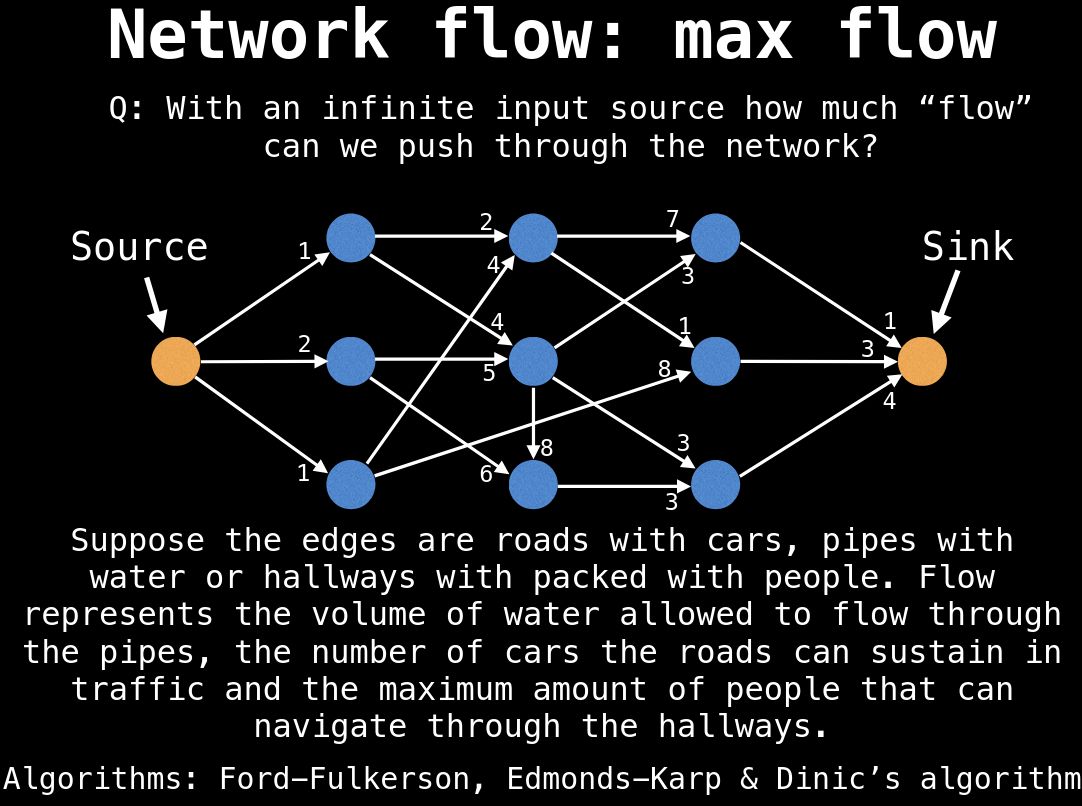 Network flow: max flow
Q: With an infinite input source how much “flow”
can we push through the network?
Source
Sink
1
2
7
4
3
4
1
1
2
5
8
3
1
6
8
3
3
4
Suppose the edges are roads with cars, pipes with
water or hallways with packed with people. Flow
represents the volume of water allowed to flow through
the pipes, the number of cars the roads can sustain in
traffic and the maximum amount of people that can
navigate through the hallways.
Algorithms: Ford–Fulkerson, Edmonds–Karp & Dinic’s algorithm